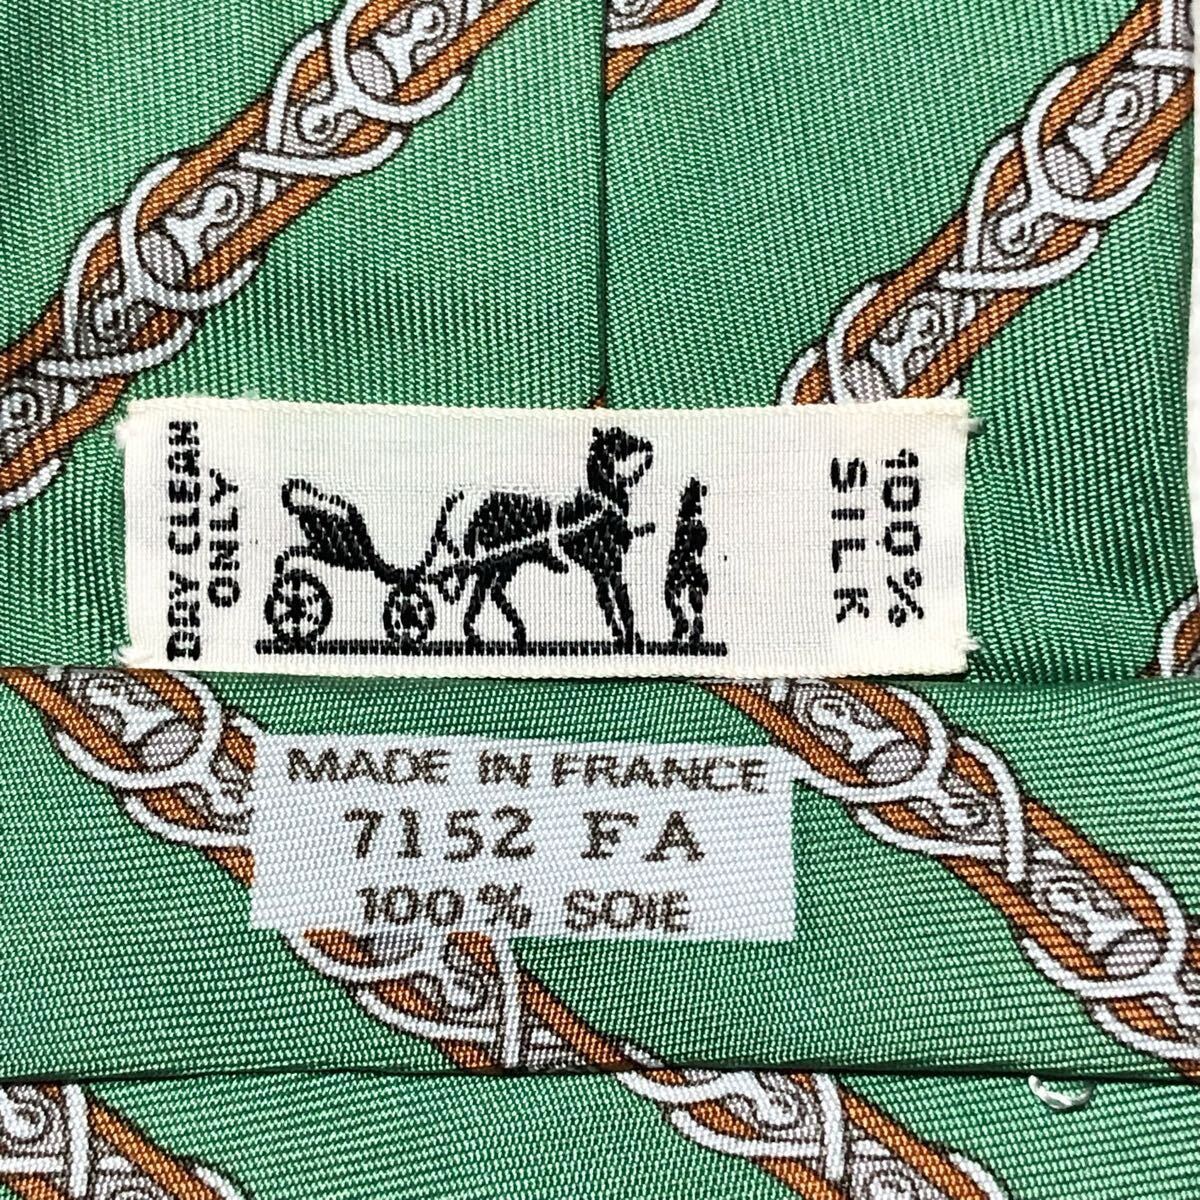 DRY CLEAN
ONLY
100%
SILK
MADE IN FRANCE
7152 FA
100% SOIE